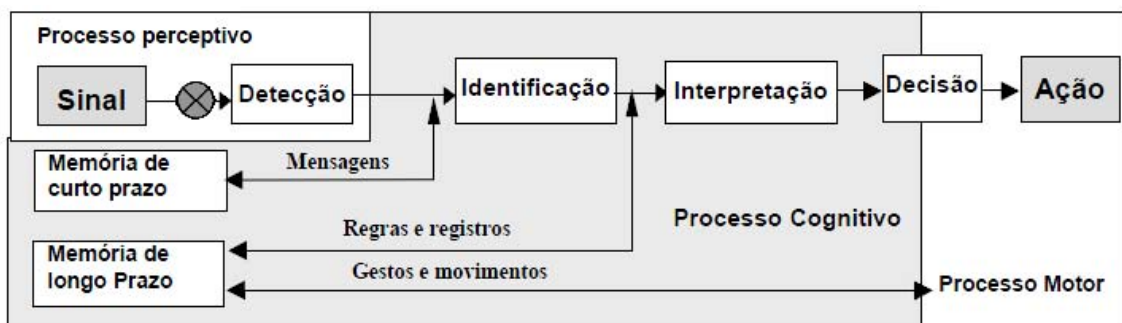 Processo perceptivo
Sinal
Detecção
Identificação
Interpretação
Decisão
Ação
Memória de
curto prazo
Mensagens
Regras e registros
Processo Cognitivo
Memória de
longo Prazo
Gestos e movimentos
Processo Motor